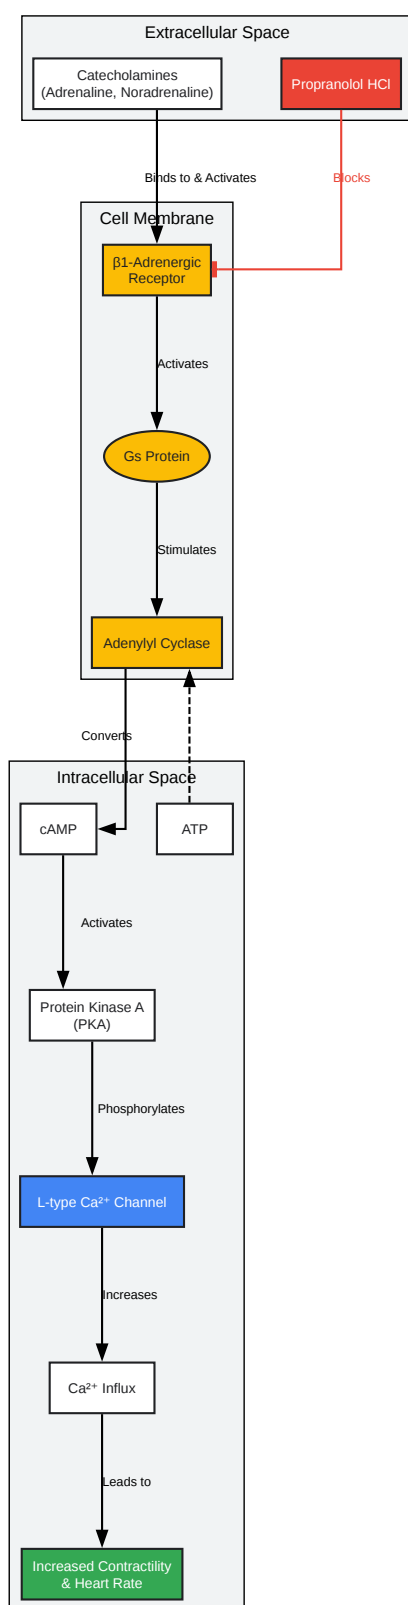 Extracellular Space
Catecholamines
(Adrenaline, Noradrenaline)
Propranolol HCl
Binds to & Activates
Blocks
Cell Membrane
β1-Adrenergic
Receptor
Activates
Gs Protein
Stimulates
Adenylyl Cyclase
Converts
Intracellular Space
cAMP
ATP
Activates
Protein Kinase A
(PKA)
Phosphorylates
L-type Ca²⁺ Channel
Increases
Ca²⁺ Influx
Leads to
Increased Contractility
& Heart Rate